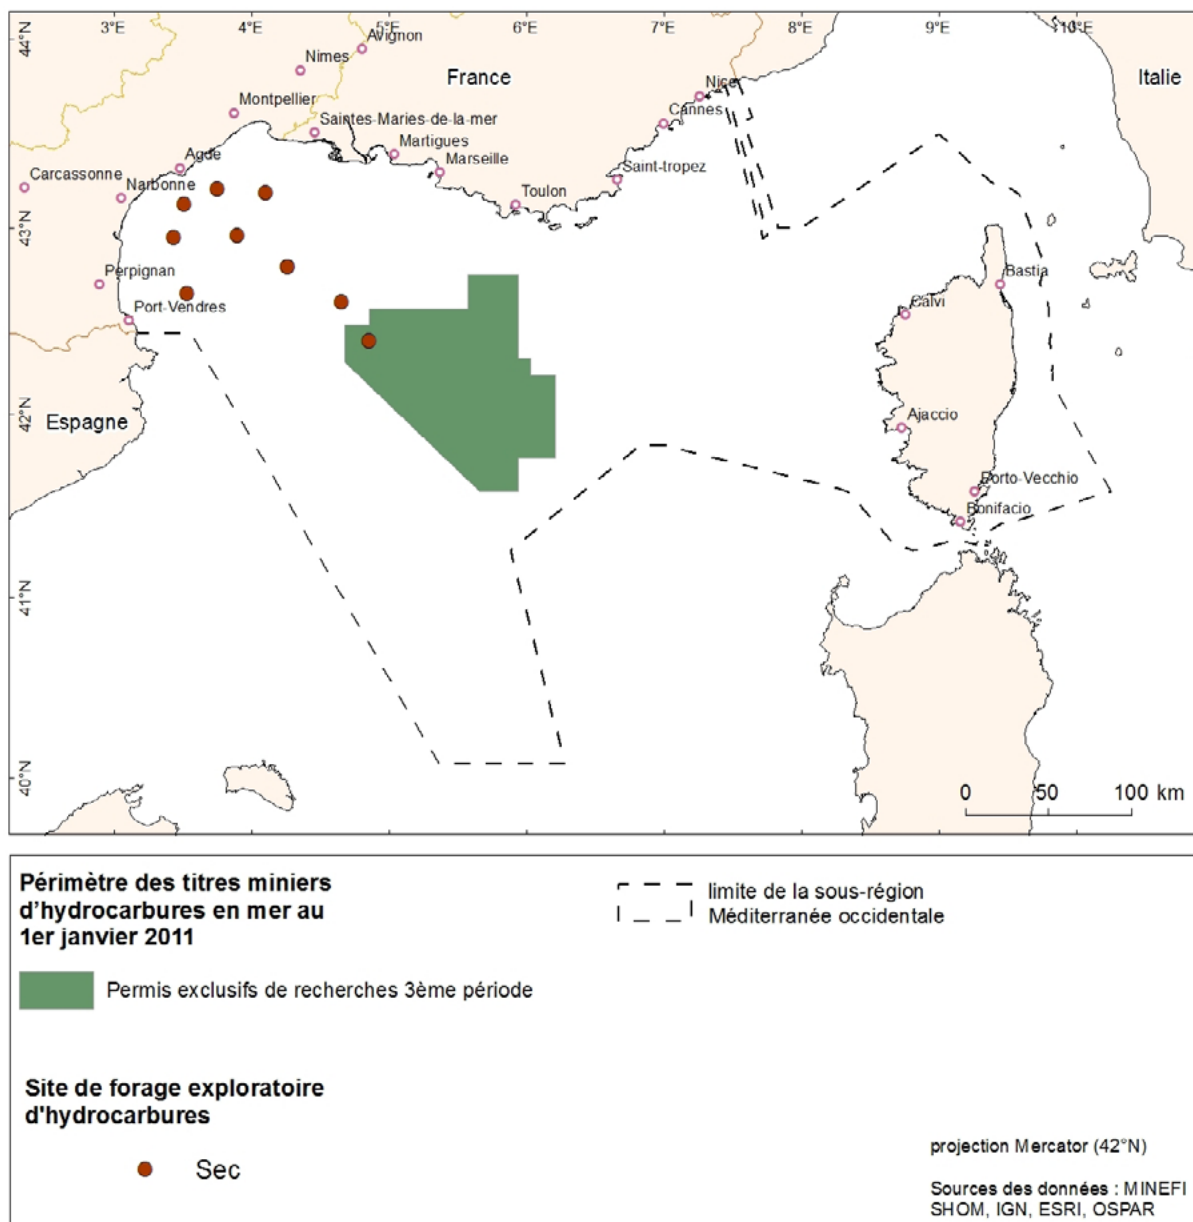 3°E 4°E 5°E 6°E 7°E 8°E 9°E 10°E
44°N
Avignon
Nimes
France
Italie
Nice
Montpellier
Cannes
Saintes-Maries-de-la-mer
Martigues
Agde
Marseille
Saint-tropez
Carcassonne
Narbonne
Toulon
43°N
Perpignan
Bastia
Port-Vendres
Calvi
42°N
Espagne
Ajaccio
Porto-Vecchio
Bonifacio
41°N
40°N
0 50 100 km
Périmètre des titres miniers
d'hydrocarbures en mer au
1er janvier 2011
limite de la sous-région
Méditerranée occidentale
Permis exclusifs de recherches 3ème période
Site de forage exploratoire
d'hydrocarbures
Sec
projection Mercator (42°N)
Sources des données : MINEFI
SHOM, IGN, ESRI, OSPAR